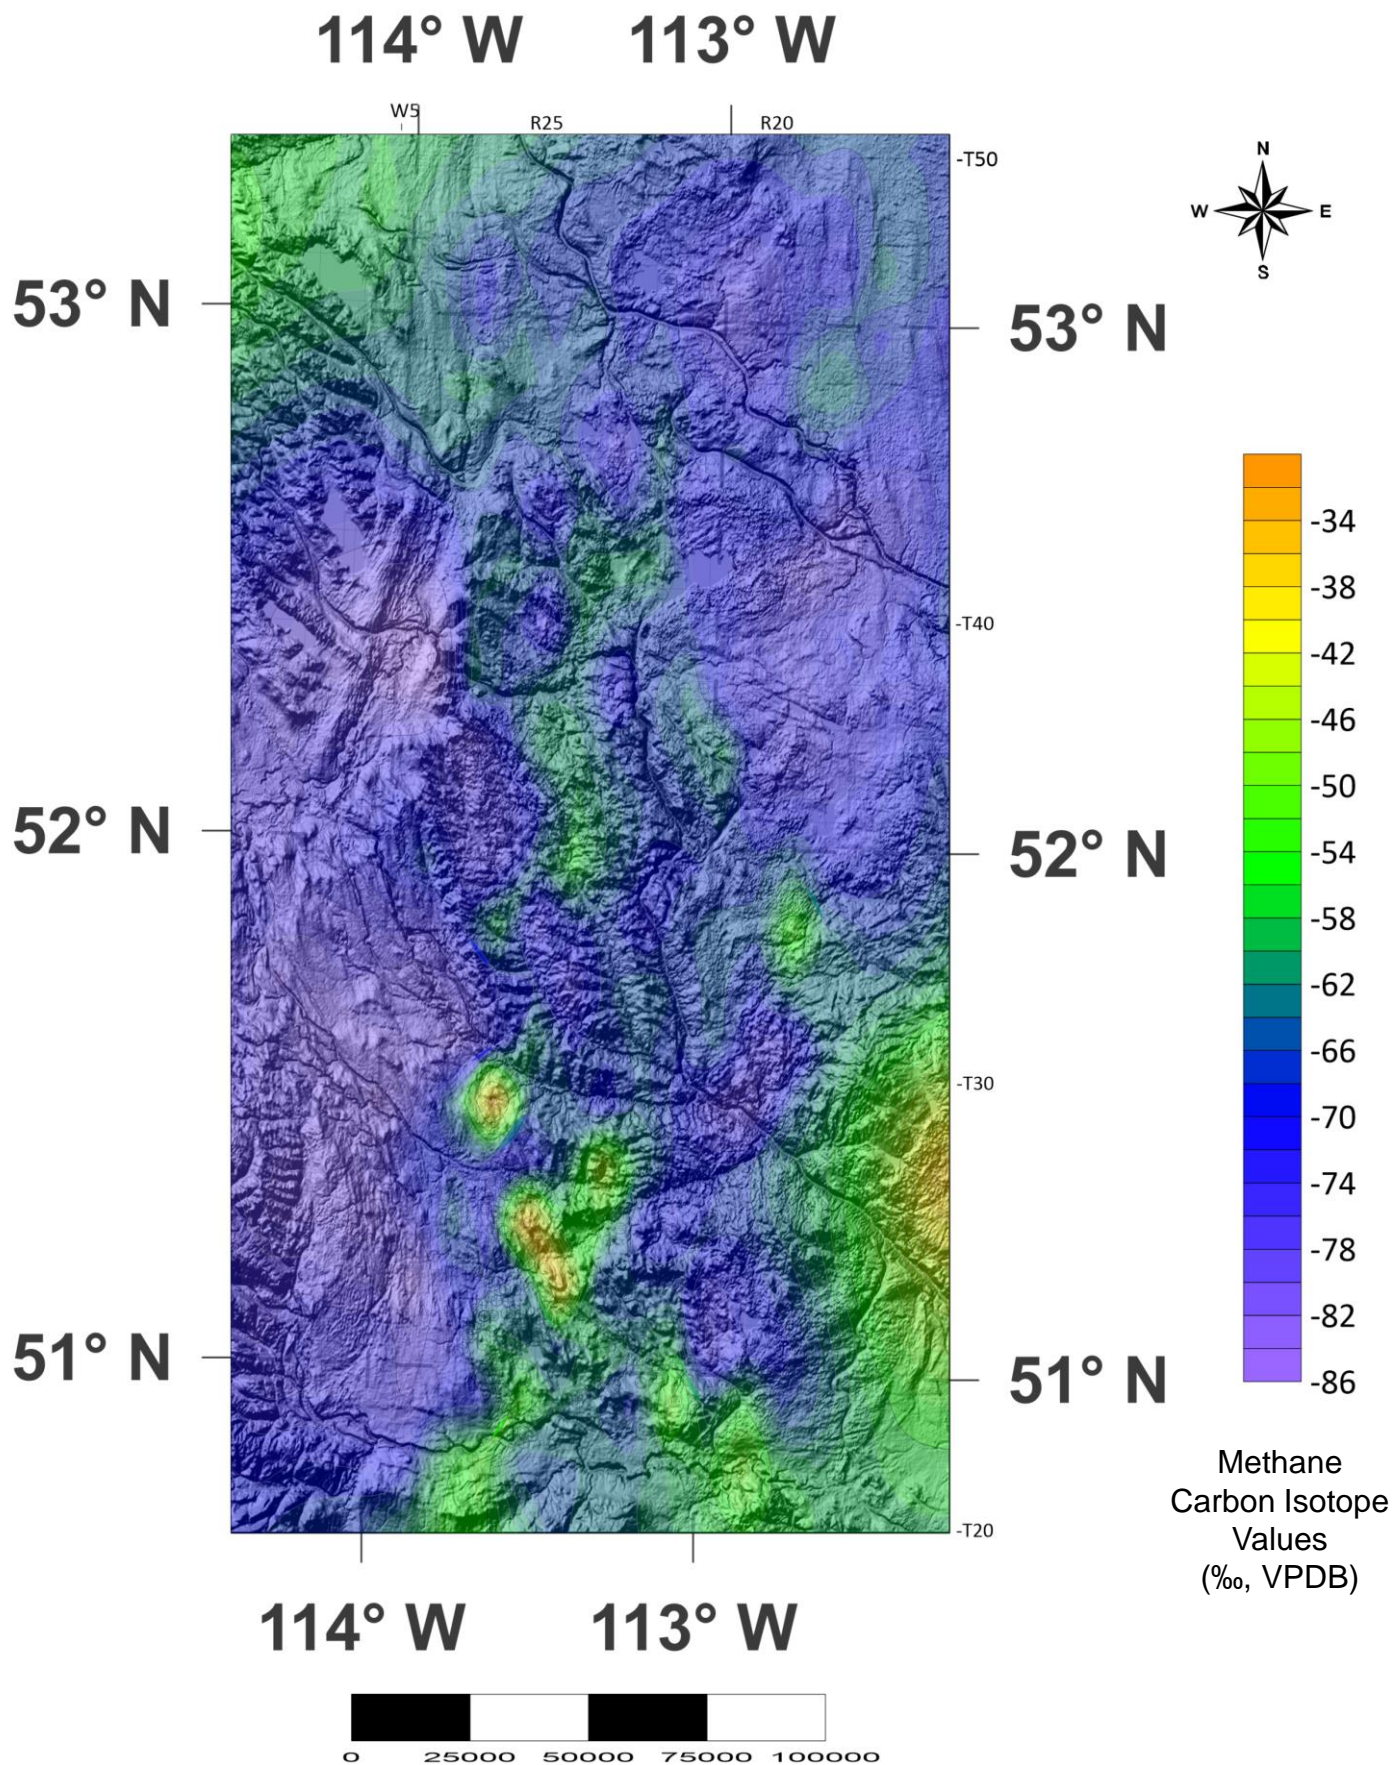 114° W 113° W
W5 R25 R20
-T50
N
W E
S
53° N
53° N
-34
-38
-42
-46
-50
-54
-58
-62
-66
-70
-74
-78
-82
-86
-T40
52° N
52° N
-T30
51° N
51° N
Methane
Carbon Isotope
Values
(‰, VPDB)
-T20
114° W 113° W
0 25000 50000 75000 100000